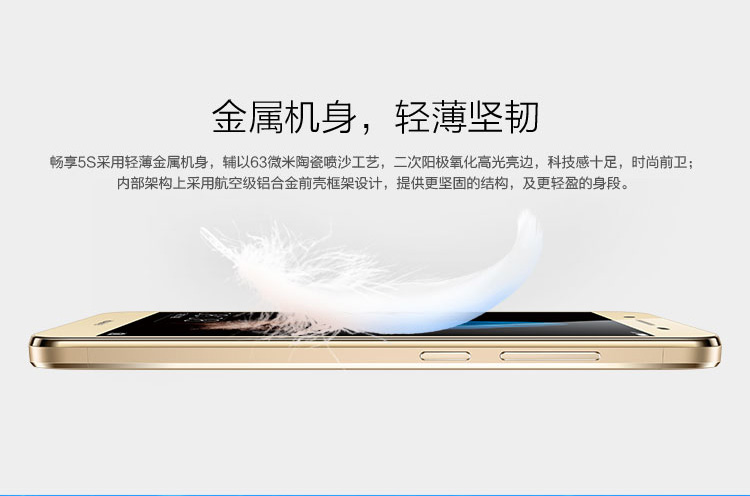 金属机身，轻薄坚韧
畅享5S采用轻薄金属机身，辅以63微米陶瓷喷沙工艺，二次阳极氧化高光亮边，科技感十足，时尚前卫；
内部架构上采用航空级铝合金前壳框架设计，提供更坚固的结构，及更轻盈的身段。